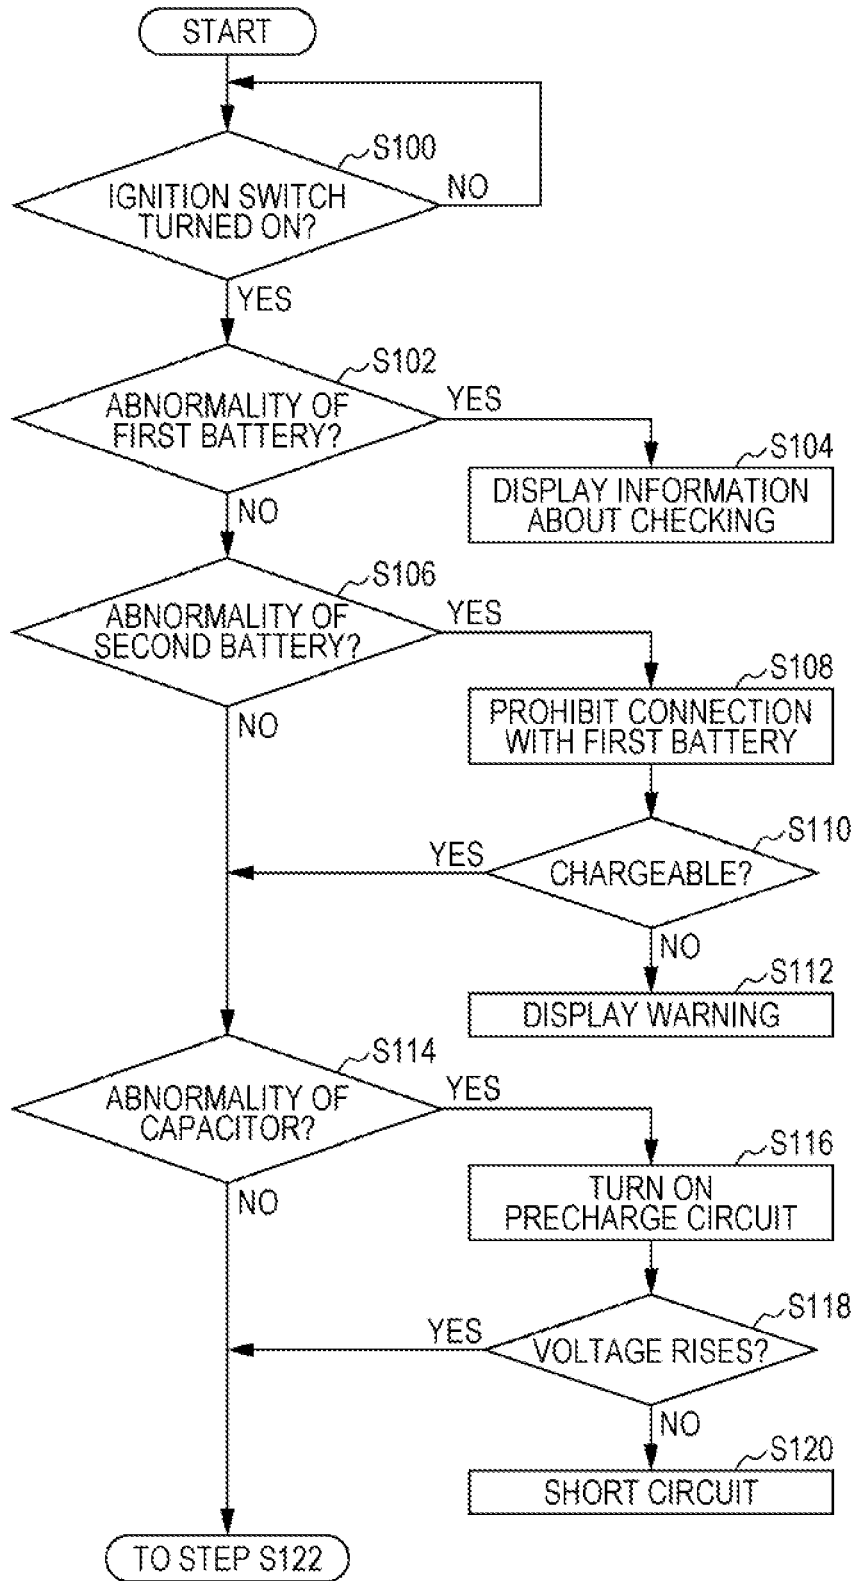 START
S100
IGNITION SWITCH
TURNED ON?
NO
YES
S102
ABNORMALITY OF
FIRST BATTERY?
YES
NO
S104
DISPLAY INFORMATION
ABOUT CHECKING
S106
ABNORMALITY OF
SECOND BATTERY?
YES
NO
S108
PROHIBIT CONNECTION
WITH FIRST BATTERY
S110
CHARGEABLE?
YES
NO
S112
DISPLAY WARNING
S114
ABNORMALITY OF
CAPACITOR?
YES
NO
S116
TURN ON
PRECHARGE CIRCUIT
S118
VOLTAGE RISES?
YES
NO
S120
SHORT CIRCUIT
TO STEP S122